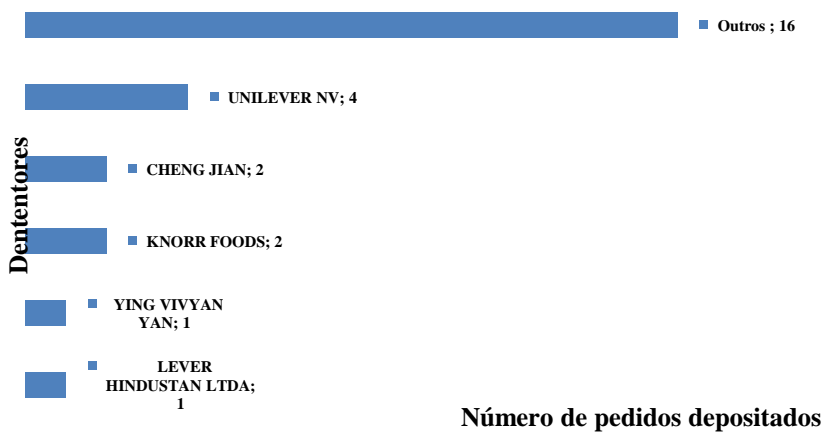 Outros ; 16
UNILEVER NV; 4
CHENG JIAN; 2
Dententores
KNORR FOODS; 2
YING VIVYAN
YAN; 1
LEVER
HINDUSTAN LTDA;
1
Número de pedidos depositados